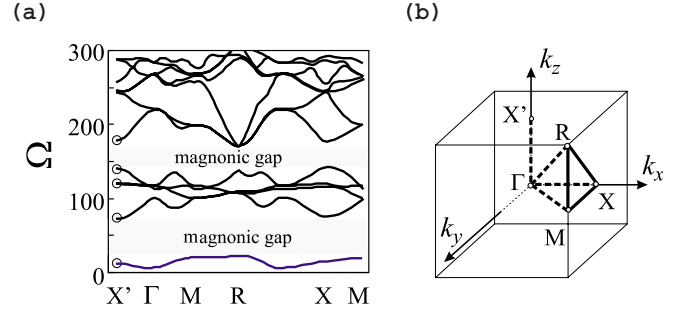 (a)
(b)
300
200
100
0
Ω
magnonic gap
magnonic gap
X' Γ M R X M
k_z
X'
R
Γ
k_x
X
k_y
M